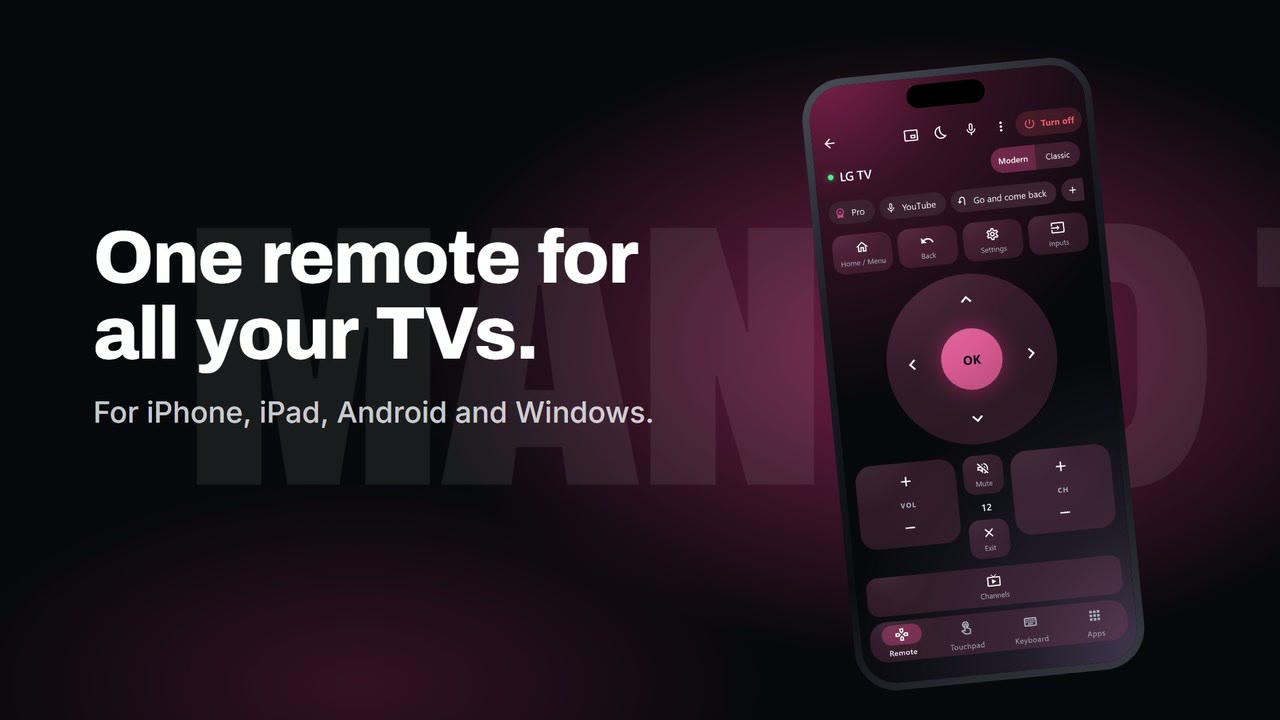 One remote for
all your TVs.
For iPhone, iPad, Android and Windows.
Turn off
LG TV
Modern Classic
Pro YouTube Go and come back +
Home / Menu Back Settings Inputs
OK
+ Mute +
VOL 12 CH
− Exit −
Channels
Remote Touchpad Keyboard Apps